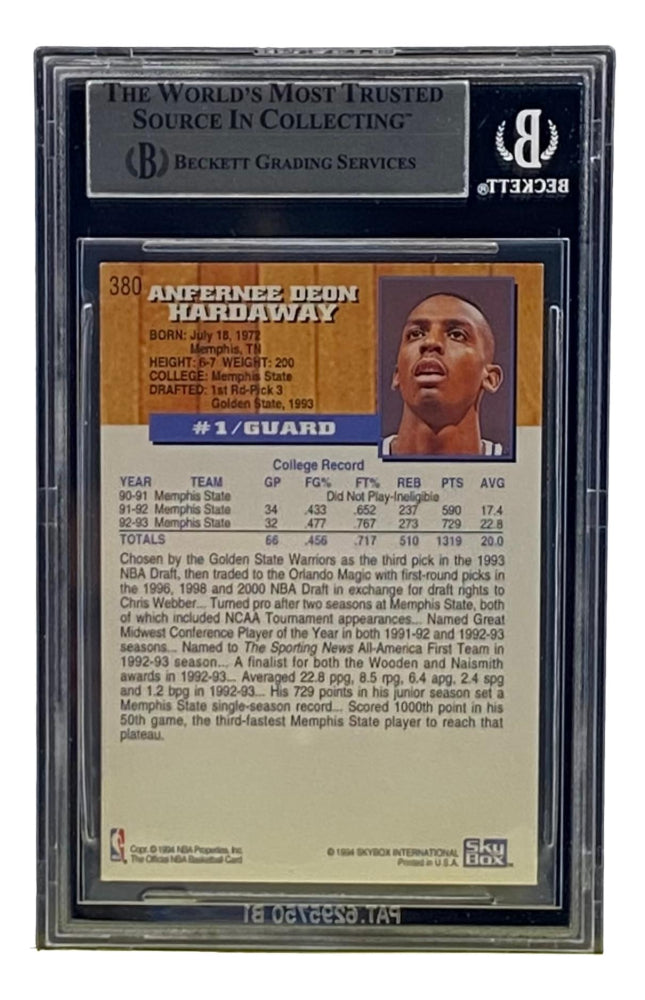 THE WORLD'S MOST TRUSTED
SOURCE IN COLLECTING™
B BECKETT GRADING SERVICES
B
BECKETT®
380 ANFERNEE DEON
HARDAWAY
BORN: July 18, 1972
Memphis, TN
HEIGHT: 6-7 WEIGHT: 200
COLLEGE: Memphis State
DRAFTED: 1st Rd-Pick 3
Golden State, 1993
#1/GUARD
College Record
YEAR TEAM GP FG% FT% REB PTS AVG
90-91 Memphis State Did Not Play-Ineligible
91-92 Memphis State 34 .433 .652 237 590 17.4
92-93 Memphis State 32 .477 .767 273 729 22.8
TOTALS 66 .456 .717 510 1319 20.0
Chosen by the Golden State Warriors as the third pick in the 1993
NBA Draft, then traded to the Orlando Magic with first-round picks in
the 1996, 1998 and 2000 NBA Draft in exchange for draft rights to
Chris Webber... Turned pro after two seasons at Memphis State, both
of which included NCAA Tournament appearances... Named Great
Midwest Conference Player of the Year in both 1991-92 and 1992-93
seasons... Named to The Sporting News All-America First Team in
1992-93 season... A finalist for both the Wooden and Naismith
awards in 1992-93... Averaged 22.8 ppg, 8.5 rpg, 6.4 apg, 2.4 spg
and 1.2 bpg in 1992-93... His 729 points in his junior season set a
Memphis State single-season record... Scored 1000th point in his
50th game, the third-fastest Memphis State player to reach that
plateau.
Copr. © 1994 NBA Properties, Inc.
The Official NBA Basketball Card
© 1994 SKYBOX INTERNATIONAL
Printed in U.S.A.
SkyBox
PAT.6295750 B1